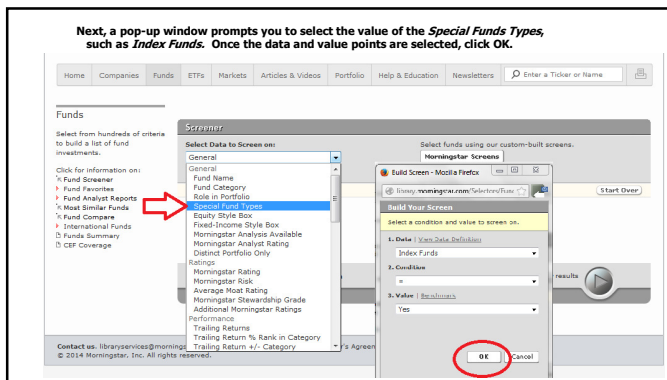 Next, a pop-up window prompts you to select the value of the Special Funds Types,
such as Index Funds. Once the data and value points are selected, click OK.
Home Companies Funds ETFs Markets Articles & Videos Portfolio Help & Education Newsletters Enter a Ticker or Name
Funds
Select from hundreds of criteria
to build a list of fund
investments.
Click for Information on:
Fund Screener
Fund Favorites
Fund Analyst Reports
Most Similar Funds
Fund Compare
International Funds
Funds Summary
CEF Coverage
Screener
Select Data to Screen on:
General
General
Fund Name
Fund Category
Role in Portfolio
Special Fund Types
Equity Style Box
Fixed-Income Style Box
Morningstar Analysis Available
Morningstar Analyst Rating
Distinct Portfolio Only
Ratings
Morningstar Rating
Morningstar Risk
Average Moat Rating
Morningstar Stewardship Grade
Additional Morningstar Ratings
Performance
Trailing Returns
Trailing Return % Rank in Category
Trailing Return +/- Category
Select funds using our custom-built screens.
Morningstar Screens
Start Over
results
Build Screen - Mozilla Firefox
library.morningstar.com/Selectors/Func
Build Your Screen
Select a condition and value to screen on.
1. Data | View Data Definition
Index Funds
2. Condition
=
3. Value | Benchmark
Yes
OK Cancel
Contact us. libraryservices@mornings
r's Agreen
© 2014 Morningstar, Inc. All rights reserved.